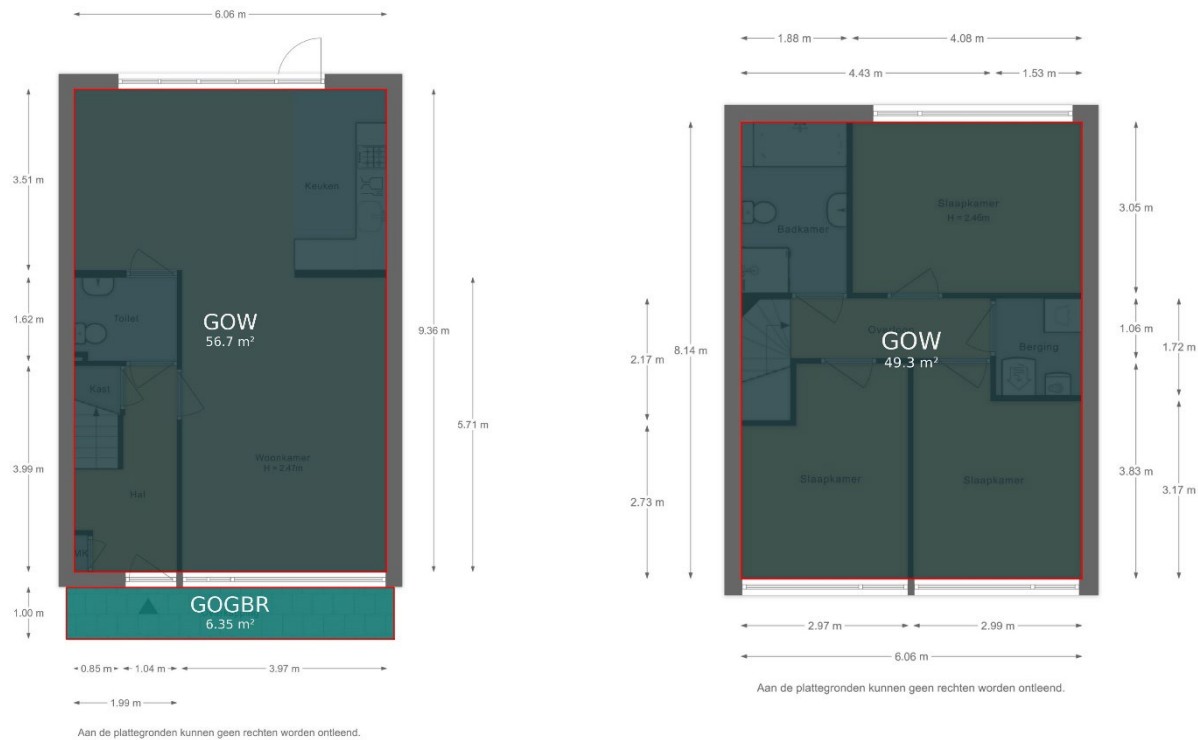 6.06 m
3.51 m
1.62 m
3.99 m
1.00 m
9.36 m
5.71 m
Keuken
Toilet
GOW
56.7 m²
Kast
Woonkamer
H = 2.47m
Hal
MK
GOGBR
6.35 m²
0.85 m
1.04 m
3.97 m
1.99 m
Aan de plattegronden kunnen geen rechten worden ontleend.
1.88 m
4.08 m
4.43 m
1.53 m
8.14 m
2.17 m
2.73 m
3.05 m
1.06 m
1.72 m
3.83 m
3.17 m
Slaapkamer
H = 2.46m
Badkamer
Overloop
GOW
49.3 m²
Berging
Slaapkamer
Slaapkamer
2.97 m
2.99 m
6.06 m
Aan de plattegronden kunnen geen rechten worden ontleend.